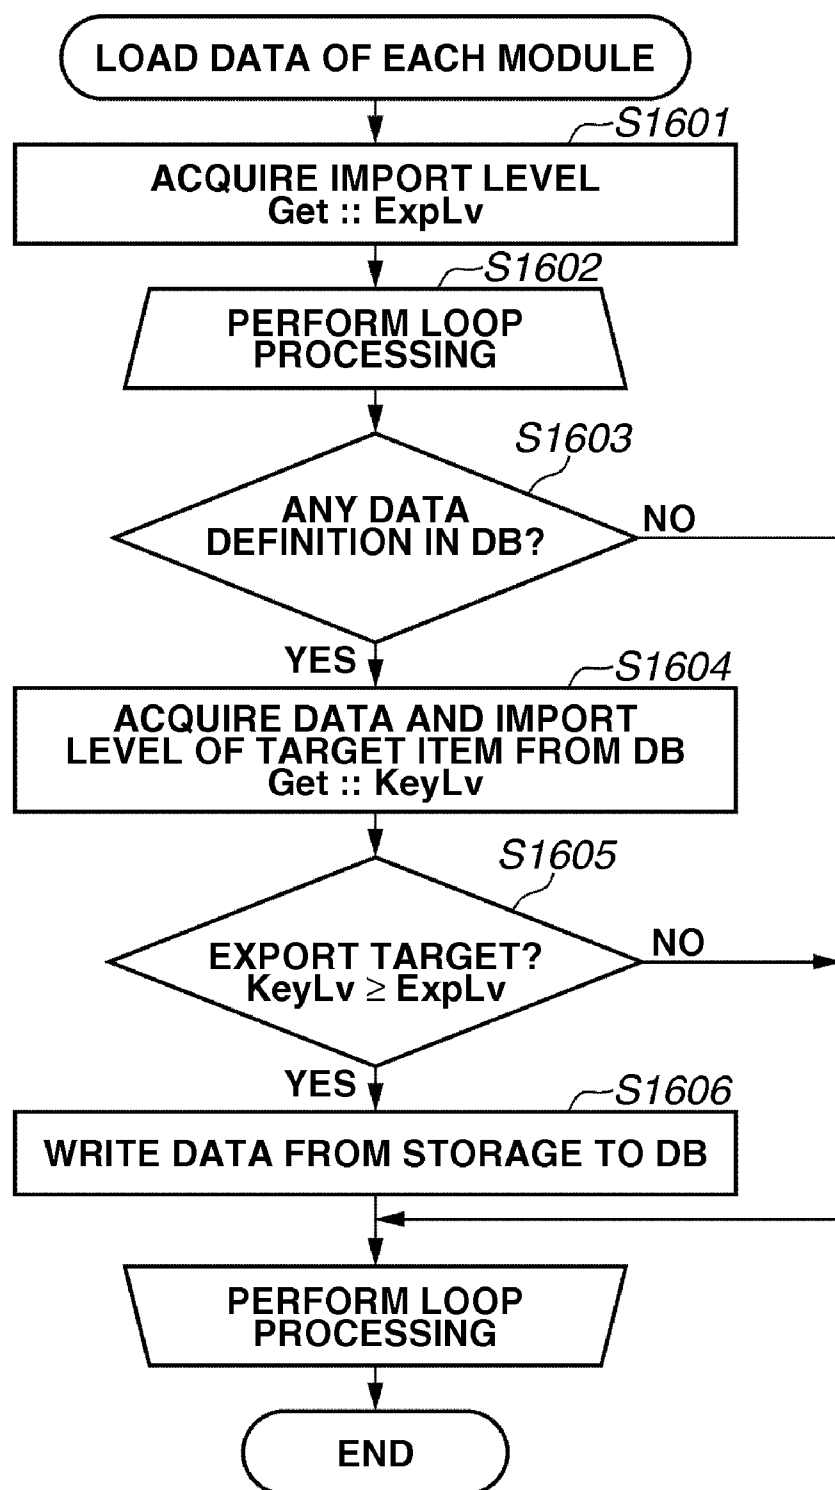 LOAD DATA OF EACH MODULE
S1601
ACQUIRE IMPORT LEVEL
Get :: ExpLv
S1602
PERFORM LOOP
PROCESSING
S1603
ANY DATA
DEFINITION IN DB?
NO
YES
S1604
ACQUIRE DATA AND IMPORT
LEVEL OF TARGET ITEM FROM DB
Get :: KeyLv
S1605
EXPORT TARGET?
KeyLv ≥ ExpLv
NO
YES
S1606
WRITE DATA FROM STORAGE TO DB
PERFORM LOOP
PROCESSING
END